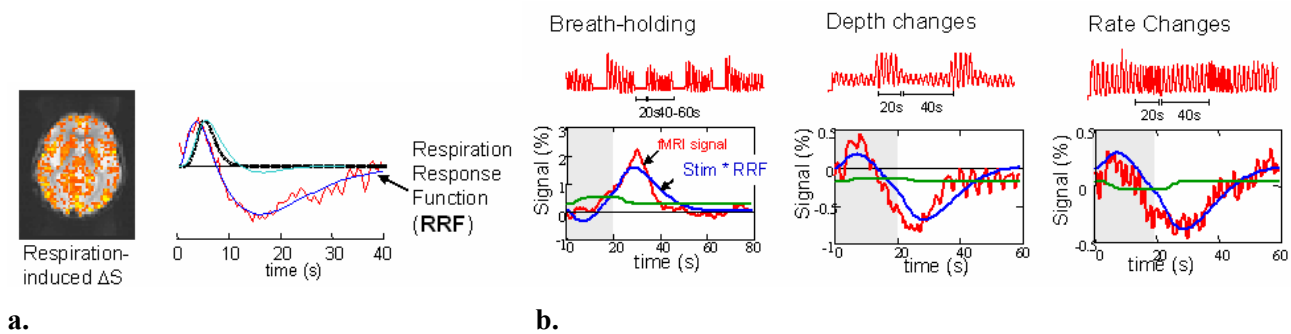 Respiration-
induced ΔS
0 10 20 30 40
time (s)
Respiration
Response
Function
(RRF)
a.
Breath-holding
20s40-60s
Signal (%)
3
2
1
0
-1
fMRI signal
Stim * RRF
0 20 40 60 80
time (s)
b.
Depth changes
20s 40s
Signal (%)
0.5
0
-0.5
-1
0 20 40 60
time (s)
Rate Changes
20s 40s
Signal (%)
0.5
0
-0.5
0 20 40 60
time (s)